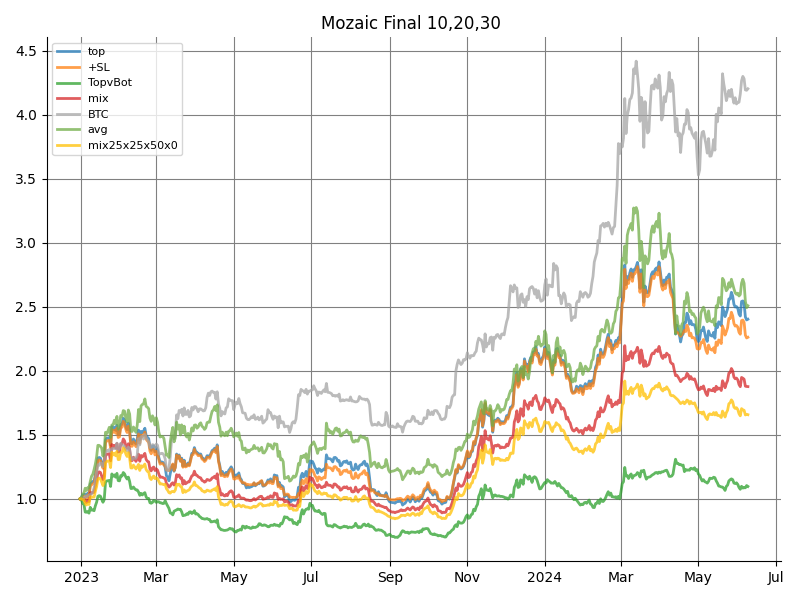 Mozaic Final 10,20,30
top
+SL
TopvBot
mix
BTC
avg
mix25x25x50x0
4.5
4.0
3.5
3.0
2.5
2.0
1.5
1.0
2023 Mar May Jul Sep Nov 2024 Mar May Jul